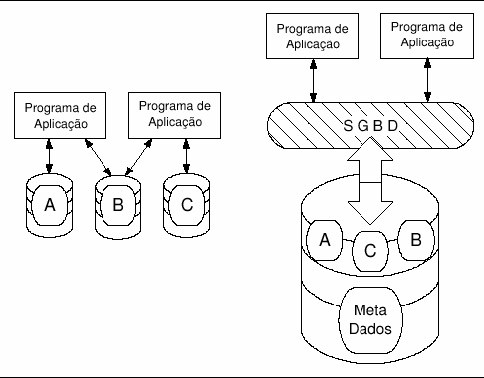 Programa de
Aplicação
Programa de
Aplicação
A
B
C
Programa de
Aplicação
Programa de
Aplicação
S G B D
A
C
B
Meta
Dados